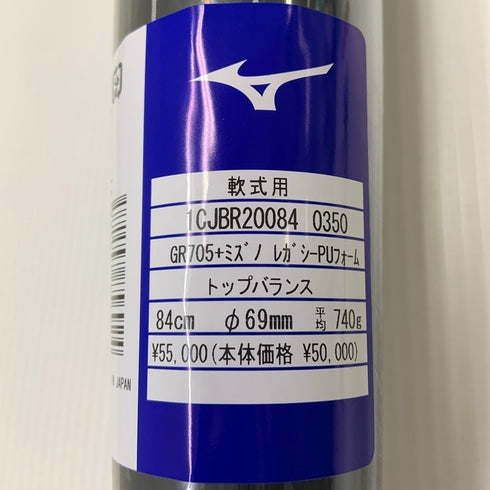 軟式用
1CJBR20084 0350
GR705+ﾐｽﾞﾉ ﾚｶﾞｼｰPUﾌｫｰﾑ
トップバランス
84cm φ69mm 平均 740g
¥55,000(本体価格 ¥50,000)
JAPAN